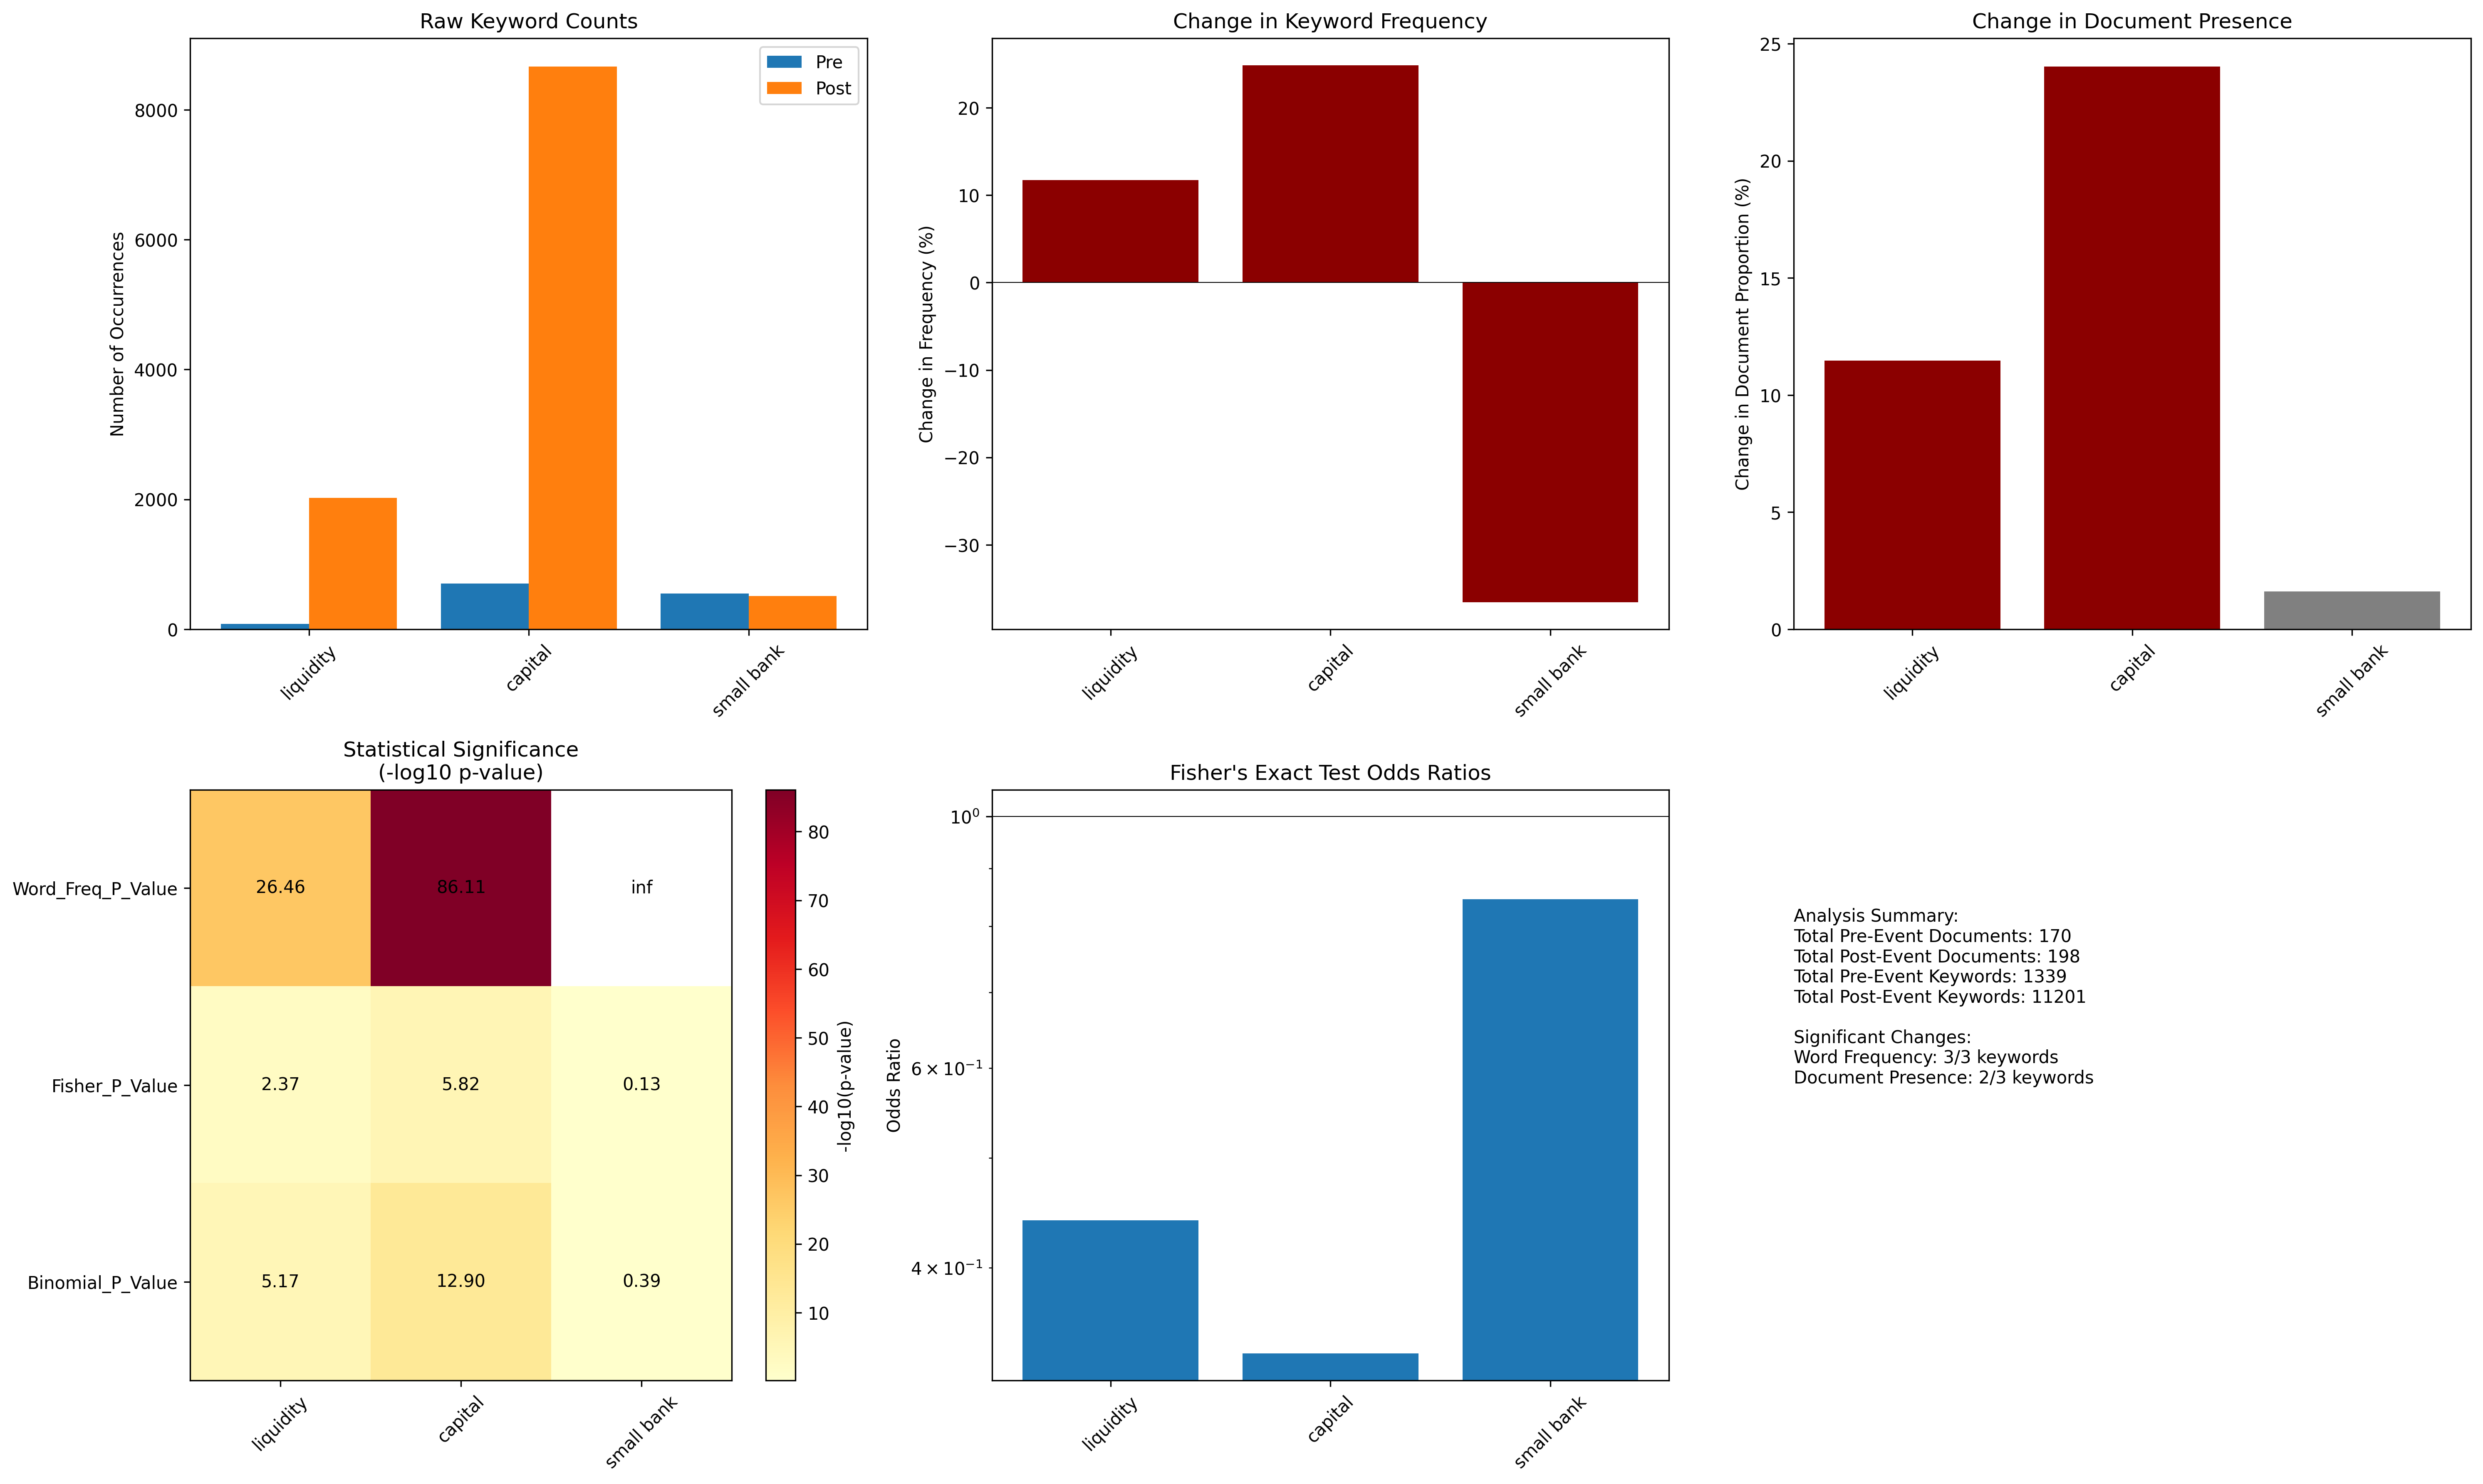 Raw Keyword Counts
Number of Occurrences
8000
6000
4000
2000
0
Pre
Post
liquidity
capital
small bank
Change in Keyword Frequency
Change in Frequency (%)
20
10
0
−10
−20
−30
liquidity
capital
small bank
Change in Document Presence
Change in Document Proportion (%)
25
20
15
10
5
0
liquidity
capital
small bank
Statistical Significance
(-log10 p-value)
Word_Freq_P_Value
26.46
86.11
inf
Fisher_P_Value
2.37
5.82
0.13
Binomial_P_Value
5.17
12.90
0.39
liquidity
capital
small bank
80
70
60
50
40
30
20
10
-log10(p-value)
Fisher's Exact Test Odds Ratios
Odds Ratio
10⁰
6 × 10⁻¹
4 × 10⁻¹
liquidity
capital
small bank
Analysis Summary:
Total Pre-Event Documents: 170
Total Post-Event Documents: 198
Total Pre-Event Keywords: 1339
Total Post-Event Keywords: 11201
Significant Changes:
Word Frequency: 3/3 keywords
Document Presence: 2/3 keywords